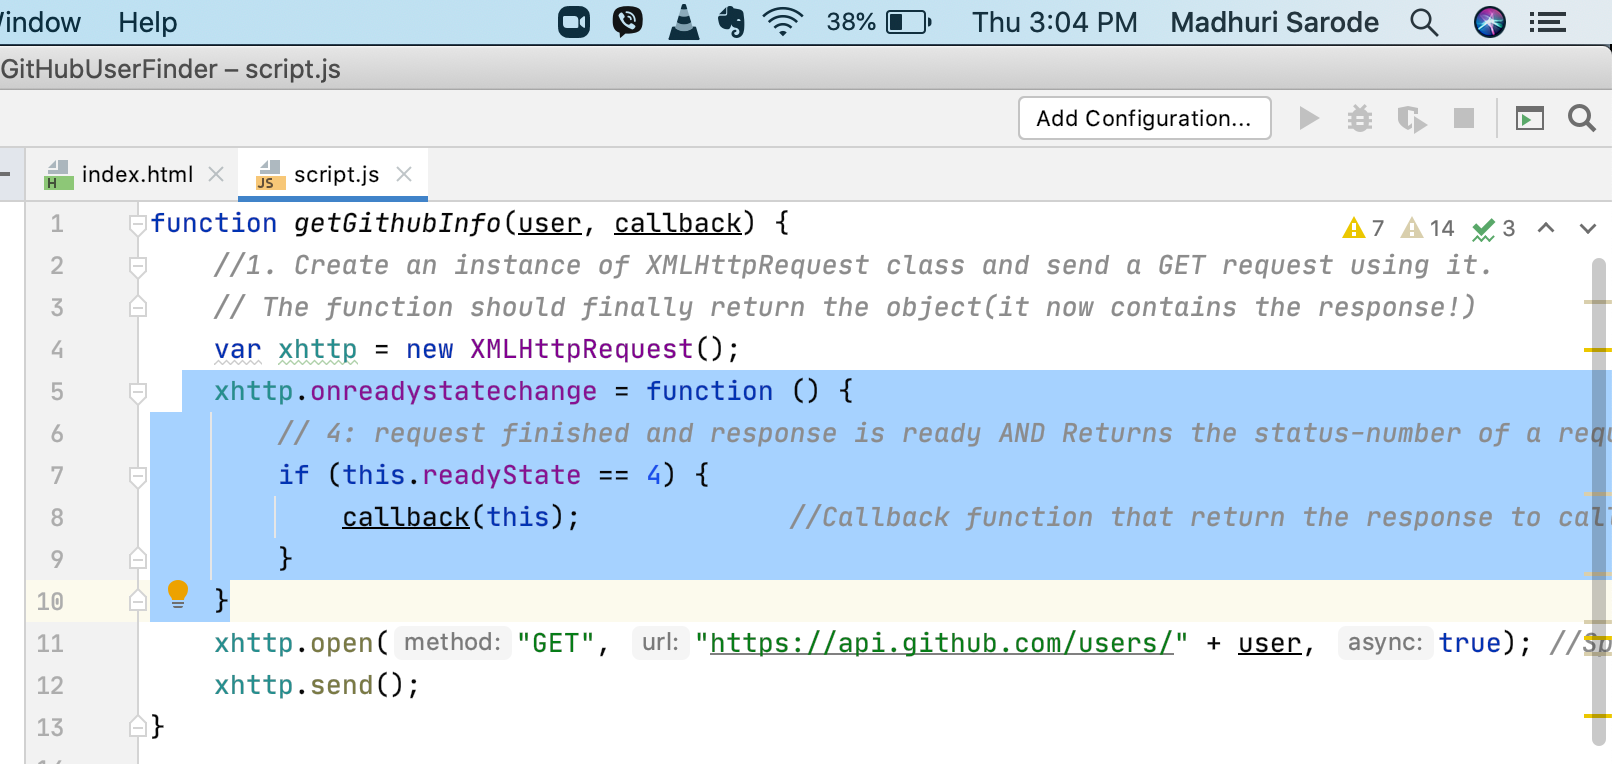 Window Help 38% Thu 3:04 PM Madhuri Sarode
GitHubUserFinder – script.js
Add Configuration...
index.html script.js
1 function getGithubInfo(user, callback) { 7 14 3
2 //1. Create an instance of XMLHttpRequest class and send a GET request using it.
3 // The function should finally return the object(it now contains the response!)
4 var xhttp = new XMLHttpRequest();
5 xhttp.onreadystatechange = function () {
6 // 4: request finished and response is ready AND Returns the status-number of a requ
7 if (this.readyState == 4) {
8 callback(this); //Callback function that return the response to cal
9 }
10 }
11 xhttp.open( method: "GET", url: "https://api.github.com/users/" + user, async: true); //Sp
12 xhttp.send();
13 }